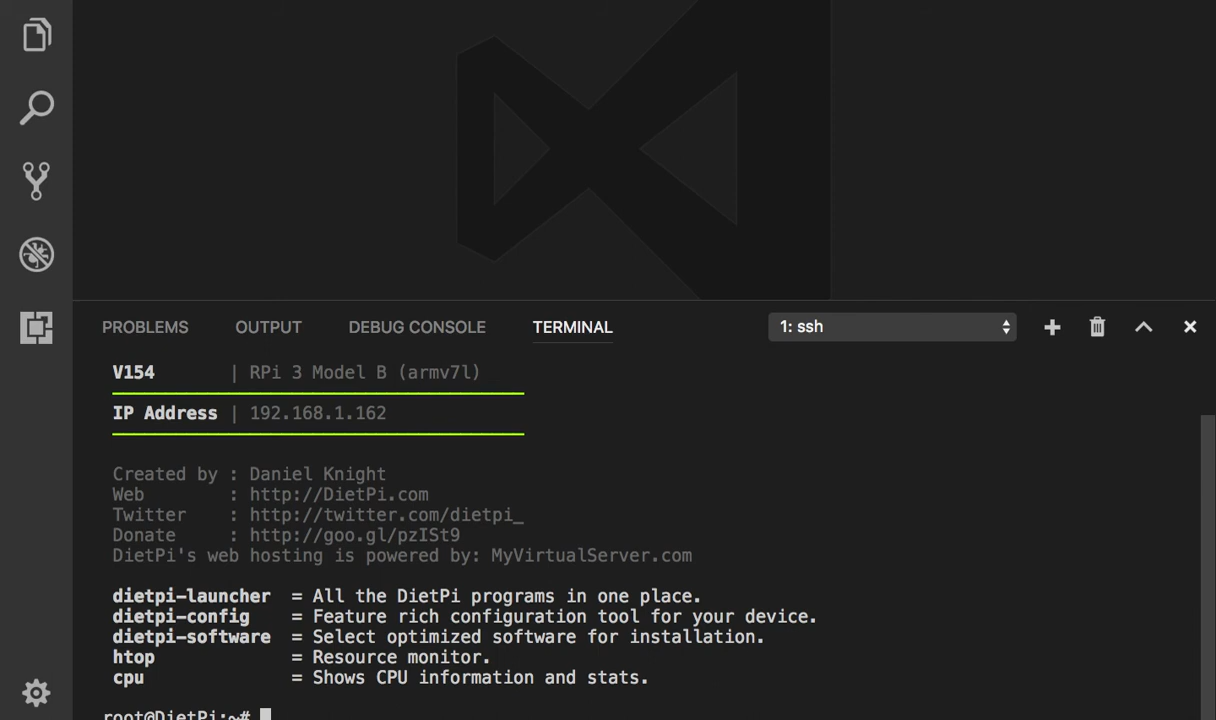 PROBLEMS OUTPUT DEBUG CONSOLE TERMINAL 1: ssh
V154 | RPi 3 Model B (armv7l)
IP Address | 192.168.1.162
Created by : Daniel Knight
Web : http://DietPi.com
Twitter : http://twitter.com/dietpi_
Donate : http://goo.gl/pzISt9
DietPi's web hosting is powered by: MyVirtualServer.com
dietpi-launcher = All the DietPi programs in one place.
dietpi-config = Feature rich configuration tool for your device.
dietpi-software = Select optimized software for installation.
htop = Resource monitor.
cpu = Shows CPU information and stats.
root@DietPi:~#